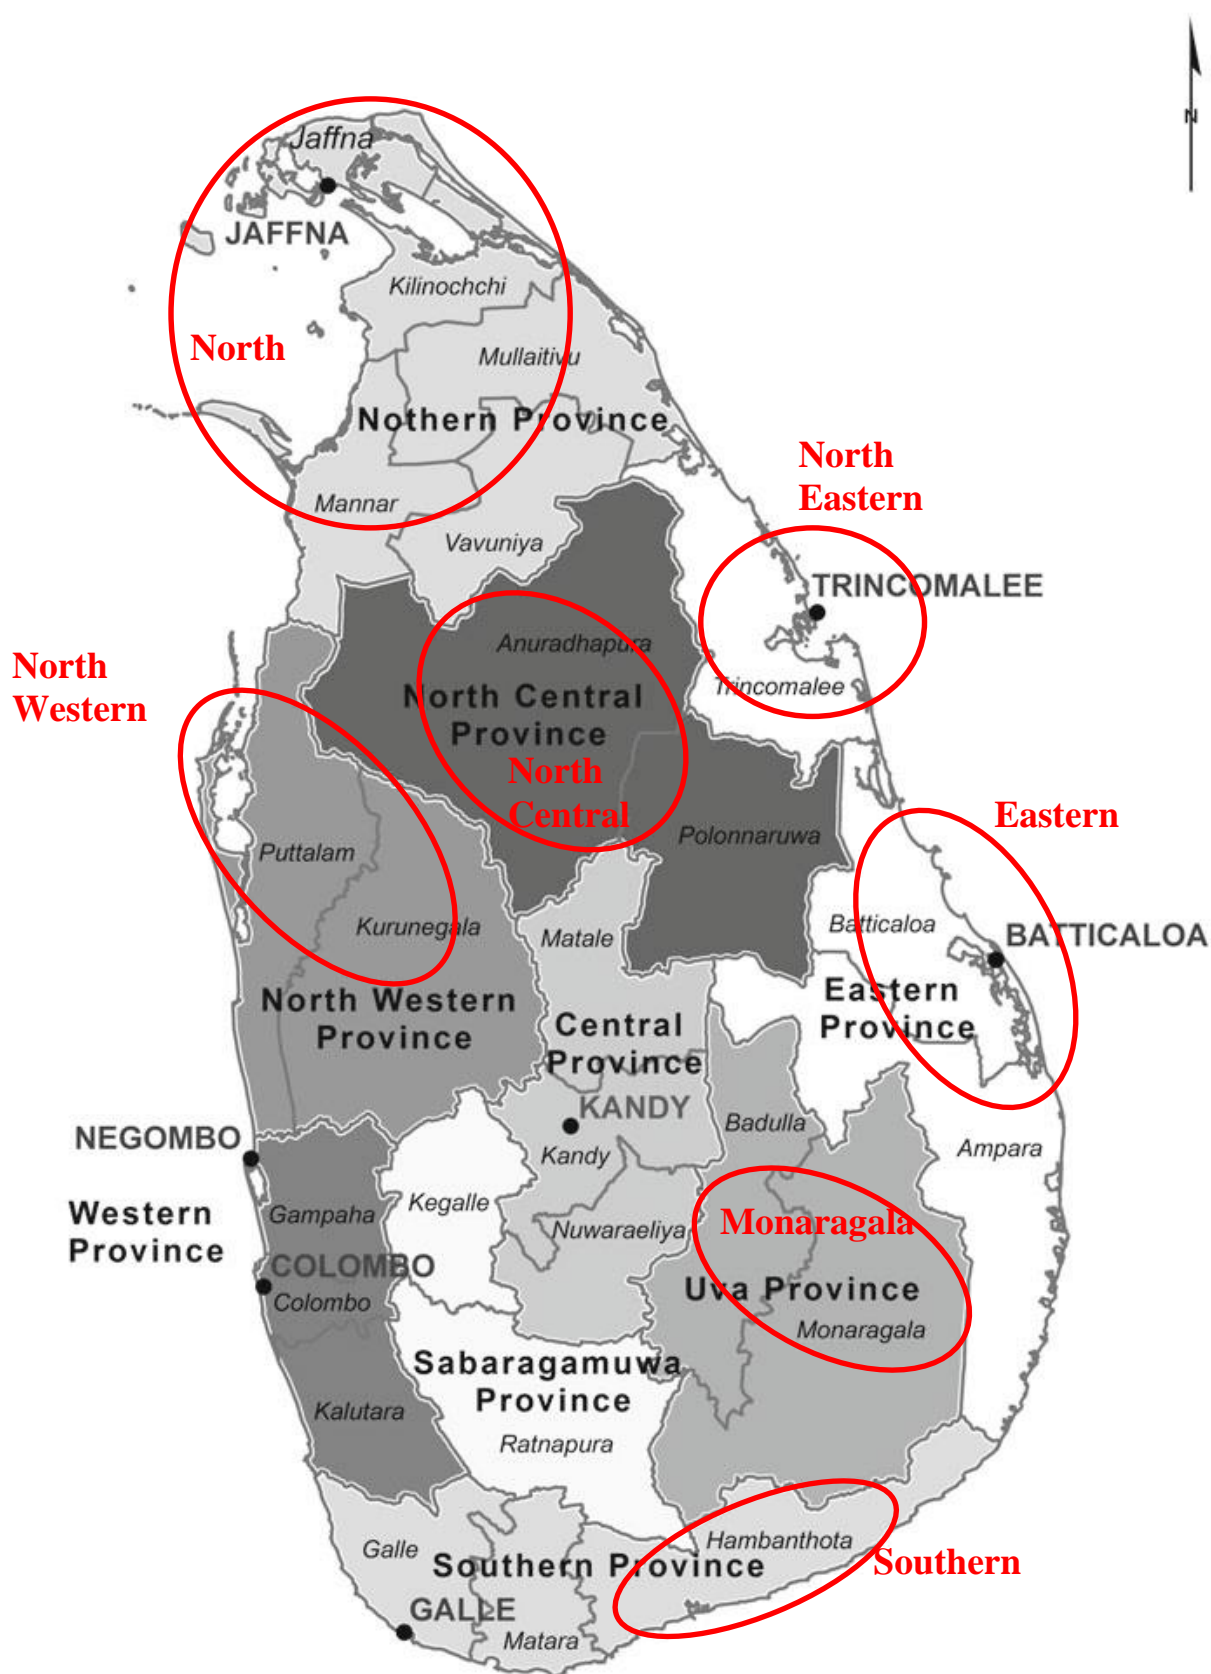 N
Jaffna
JAFFNA
Kilinochchi
North
Mullaitivu
Nothern Province
North
Eastern
Mannar
Vavuniya
TRINCOMALEE
Anuradhapura
North
Western
Trincomalee
North Central
Province
North
Central
Eastern
Polonnaruwa
Puttalam
Kurunegala
Matale
Batticaloa
BATTICALOA
North Western
Province
Eastern
Province
Central
Province
KANDY
Badulla
NEGOMBO
Kandy
Ampara
Kegalle
Western
Province
Gampaha
Nuwaraeliya
Monaragala
COLOMBO
Colombo
Uva Province
Monaragala
Sabaragamuwa
Province
Kalutara
Ratnapura
Hambanthota
Galle
Southern Province
Southern
GALLE
Matara